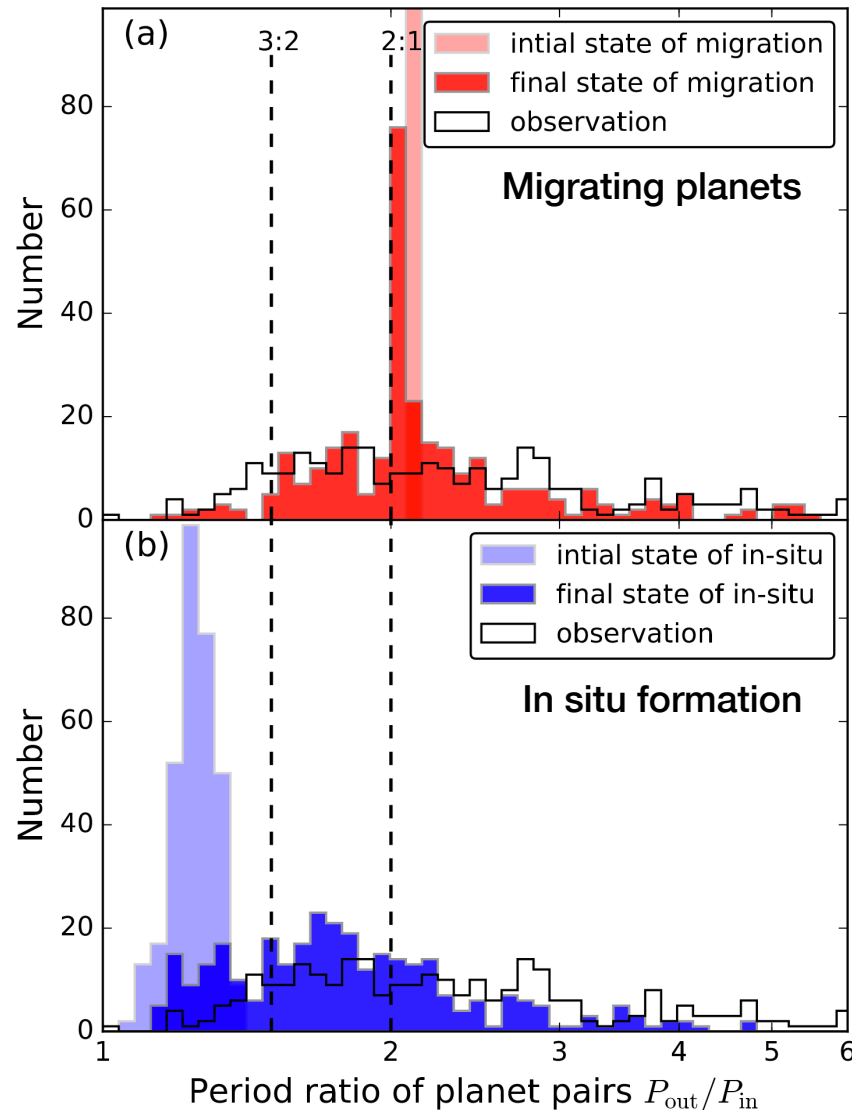 (a)
3:2
2:1
intial state of migration
final state of migration
observation
Migrating planets
Number
80
60
40
20
0
(b)
intial state of in-situ
final state of in-situ
observation
In situ formation
Number
80
60
40
20
0
1
2
3
4
5
6
Period ratio of planet pairs P_out/P_in